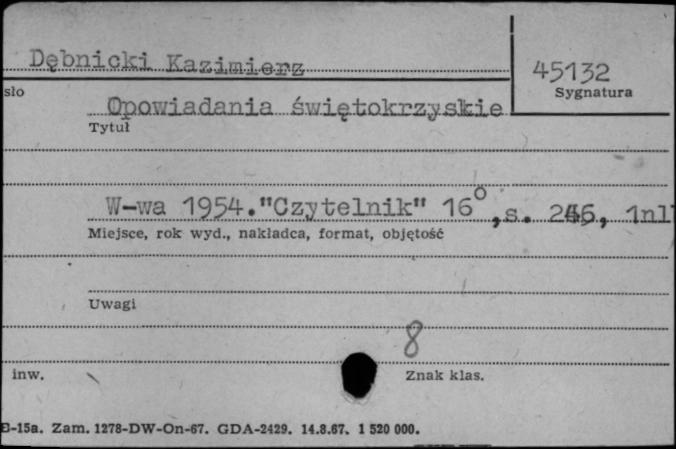 Dębnicki Kazimierz
45132
sło
Sygnatura
Opowiadania świętokrzyskie
Tytuł
W-wa 1954."Czytelnik" 16°,s. 246, 1nl
Miejsce, rok wyd., nakładca, format, objętość
Uwagi
8
inw.
Znak klas.
B-15a. Zam. 1278-DW-On-67. GDA-2429. 14.8.67. 1 520 000.